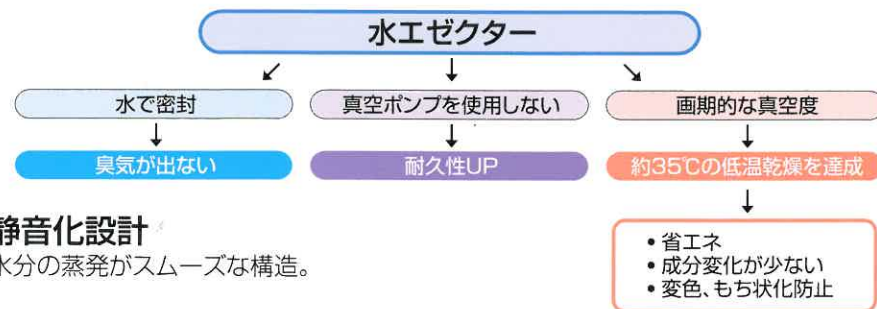 水エゼクター
水で密封
真空ポンプを使用しない
画期的な真空度
臭気が出ない
耐久性UP
約35℃の低温乾燥を達成
静音化設計
水分の蒸発がスムーズな構造。
• 省エネ
• 成分変化が少ない
• 変色、もち状化防止